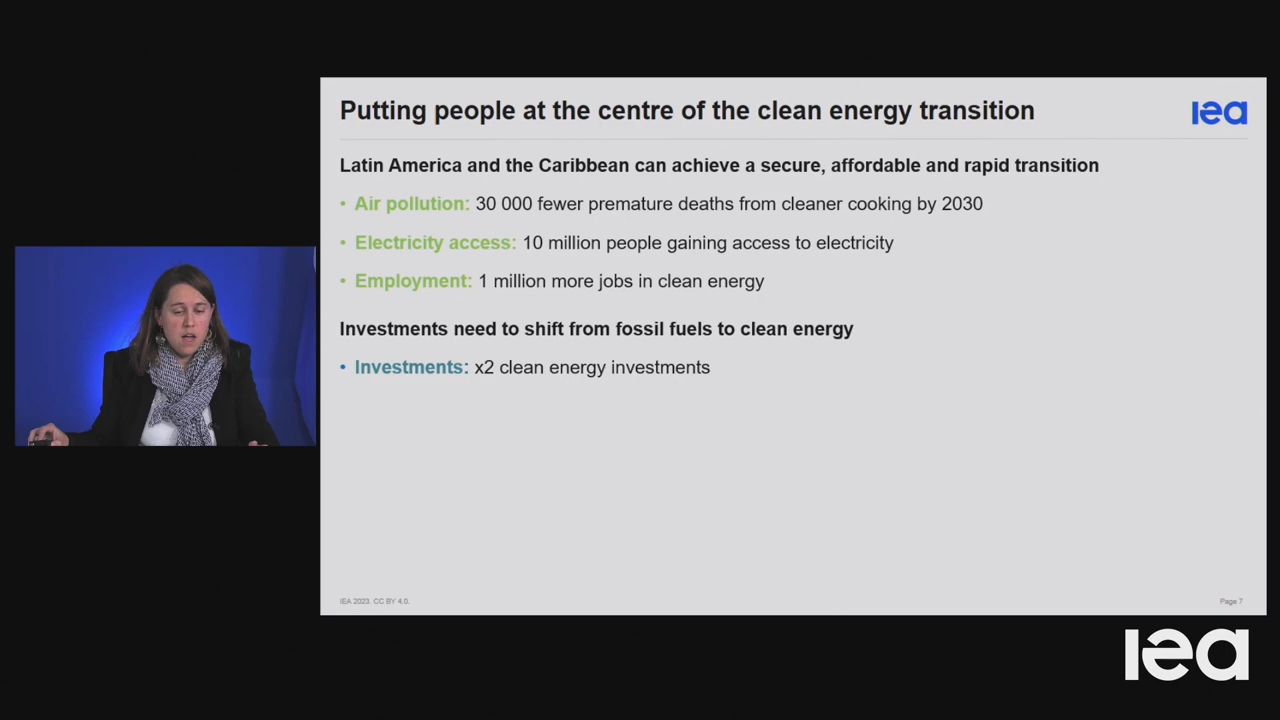 Putting people at the centre of the clean energy transition
iea
Latin America and the Caribbean can achieve a secure, affordable and rapid transition
• Air pollution: 30 000 fewer premature deaths from cleaner cooking by 2030
• Electricity access: 10 million people gaining access to electricity
• Employment: 1 million more jobs in clean energy
Investments need to shift from fossil fuels to clean energy
• Investments: x2 clean energy investments
IEA 2023. CC BY 4.0.
Page 7
iea